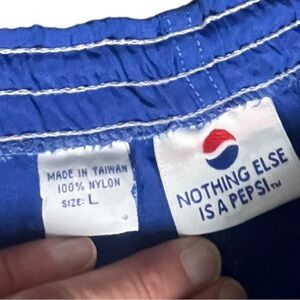 MADE IN TAIWAN
100% NYLON
SIZE: L
NOTHING ELSE
IS A PEPSI™